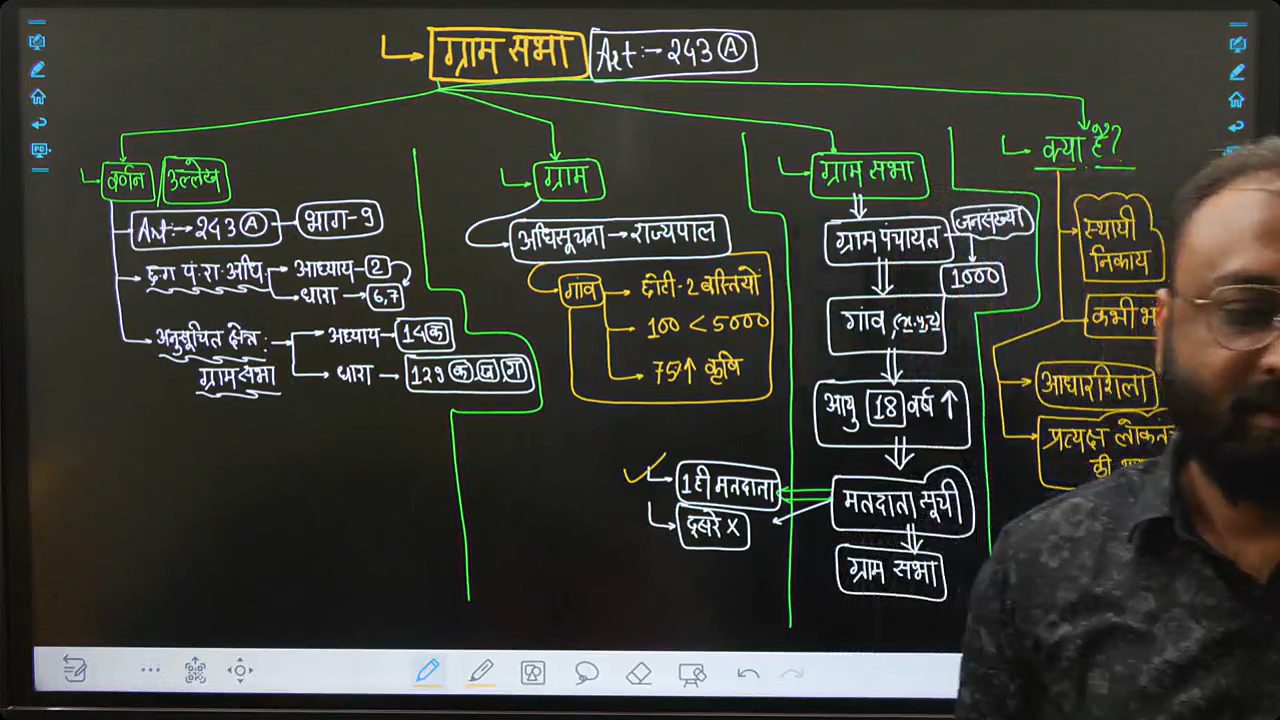 ग्राम सभा Art:→ 243 (A)
वर्णन / उल्लेख
Art:→ 243 (A) भाग-9
छ.ग पं.रा.अधि. आध्याय - 2
धारा → 6,7
अनुसूचित क्षेत्र:- अध्याय - 14 क
ग्राम सभा
धारा - 129 क ग
ग्राम
अधिसूचना → राज्यपाल
गांव → छोटी-2 बस्तियों
→ 100 < 5000
→ 75%↑ कृषि
ग्राम सभा
ग्राम पंचायत जनसंख्या
1000
गांव (x,y,z)
आयु 18 वर्ष ↑
मतदाता सूची
1 ही मतदाता
दूसरे X
ग्राम सभा
क्या है?
स्थायी
निकाय
कभी
आधारशिला
प्रत्यक्ष
की